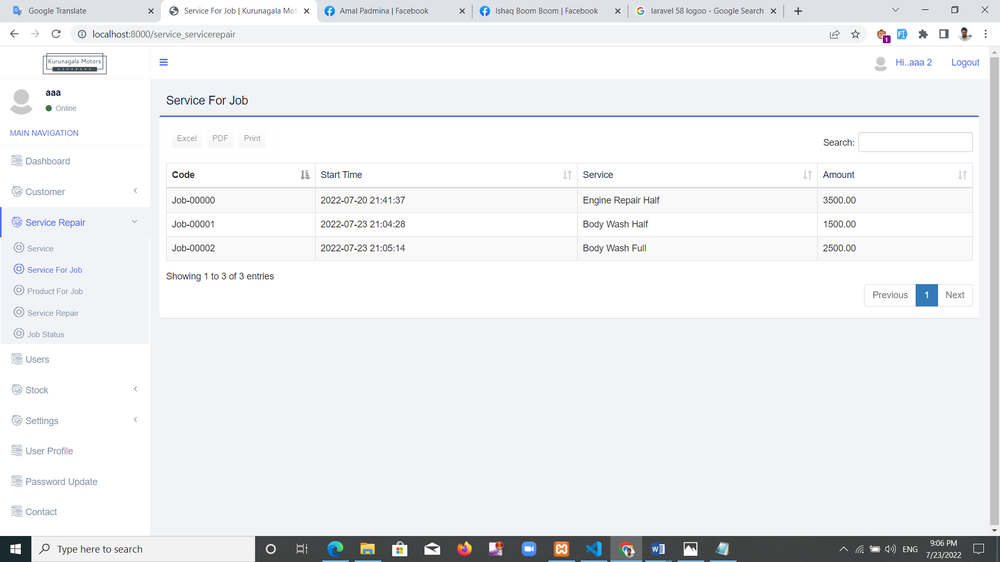 Google Translate
Service For Job | Kurunagala Mot
Amal Padmina | Facebook
Ishaq Boom Boom | Facebook
laravel 58 logoo - Google Search
localhost:8000/service_servicerepair
1
Kurunagala Motors
Hi..aaa 2
Logout
aaa
Online
MAIN NAVIGATION
Dashboard
Customer
Service Repair
Service
Service For Job
Product For Job
Service Repair
Job Status
Users
Stock
Settings
User Profile
Password Update
Contact
Service For Job
Excel PDF Print
Search:
Code Start Time Service Amount
Job-00000 2022-07-20 21:41:37 Engine Repair Half 3500.00
Job-00001 2022-07-23 21:04:28 Body Wash Half 1500.00
Job-00002 2022-07-23 21:05:14 Body Wash Full 2500.00
Showing 1 to 3 of 3 entries
Previous 1 Next
Type here to search
ENG
9:06 PM
7/23/2022